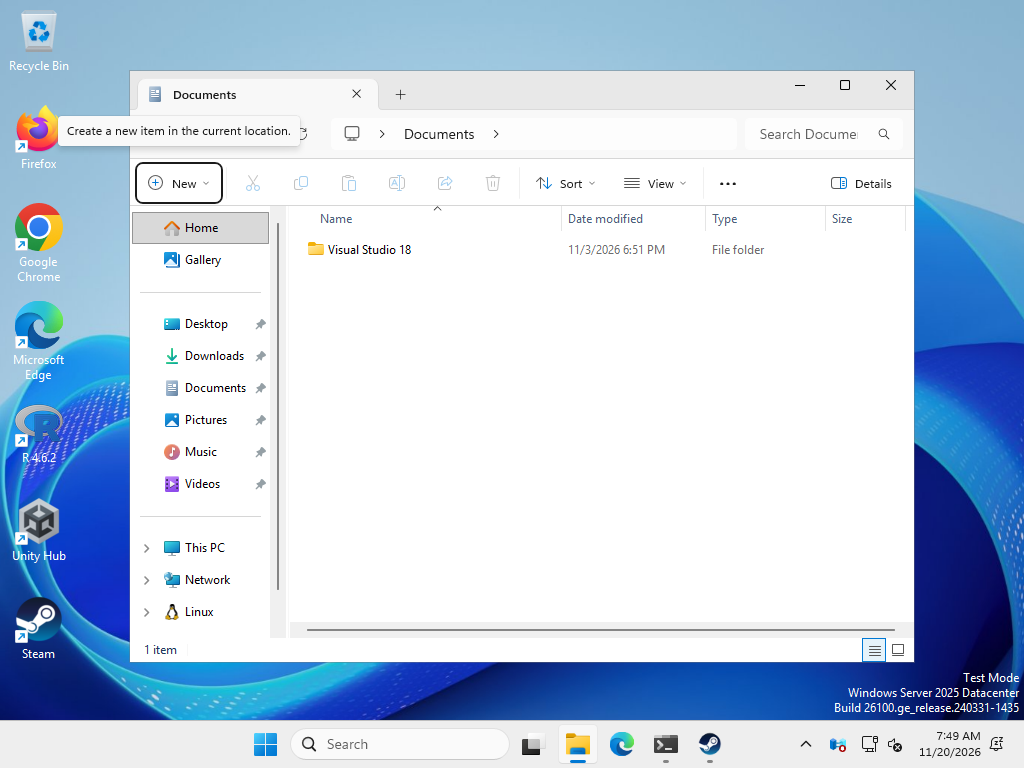 Recycle Bin
Firefox
Google
Chrome
Microsoft
Edge
R 4.6.2
Unity Hub
Steam
Documents
Create a new item in the current location.
Documents
Search Docume
New
Sort
View
Details
Home
Gallery
Desktop
Downloads
Documents
Pictures
Music
Videos
This PC
Network
Linux
Name
Date modified
Type
Size
Visual Studio 18
11/3/2026 6:51 PM
File folder
1 item
Test Mode
Windows Server 2025 Datacenter
Build 26100.ge_release.240331-1435
Search
7:49 AM
11/20/2026